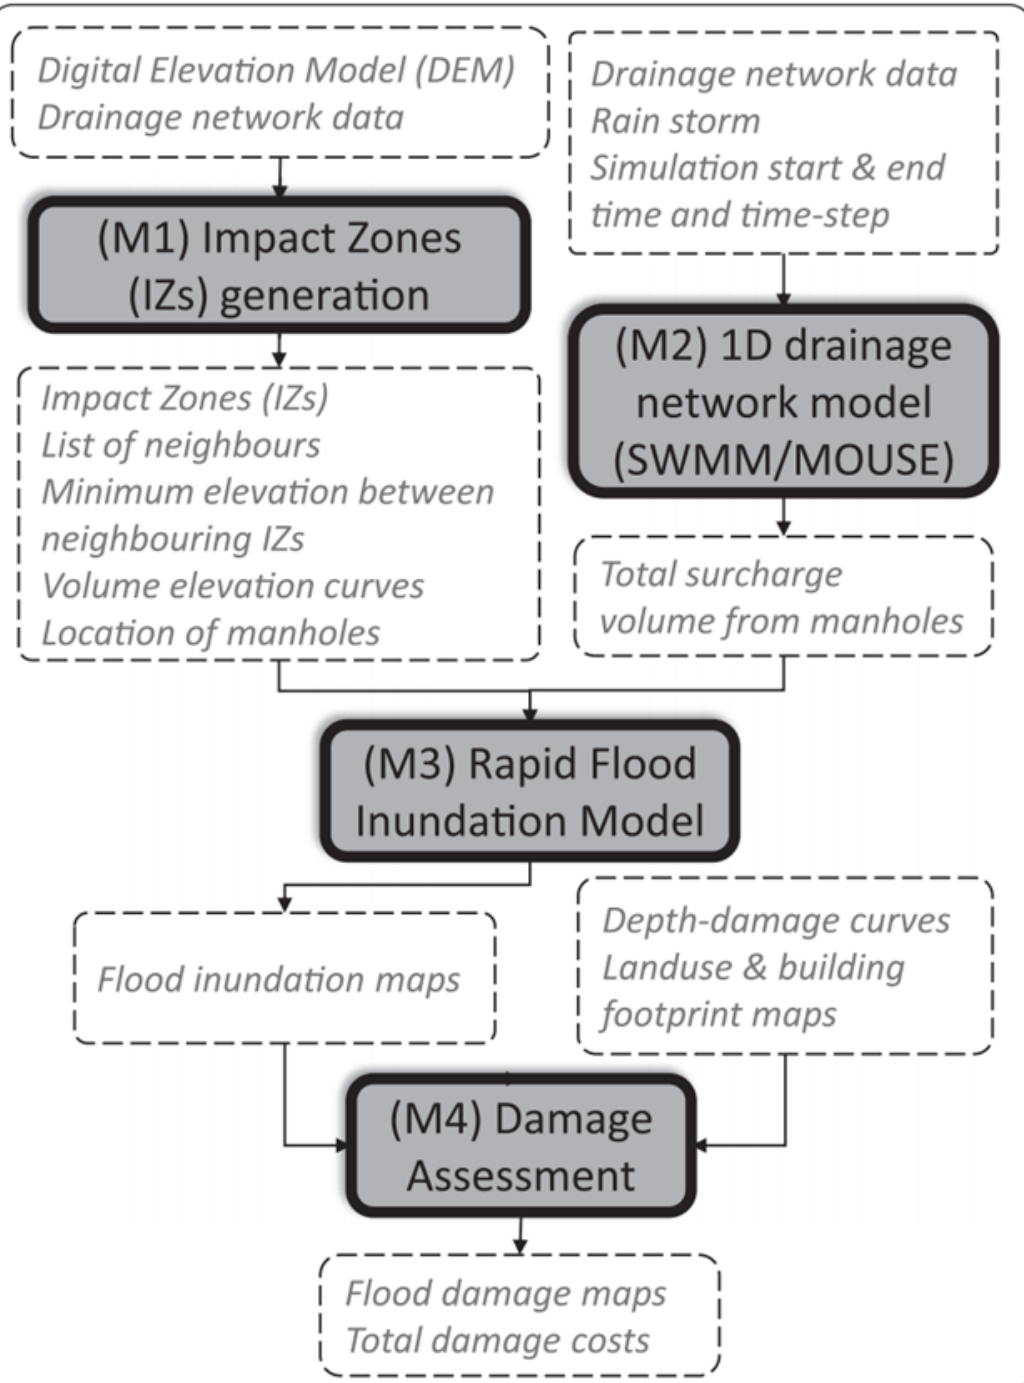 Digital Elevation Model (DEM)
Drainage network data
Drainage network data
Rain storm
Simulation start & end
time and time-step
(M1) Impact Zones
(IZs) generation
(M2) 1D drainage
network model
(SWMM/MOUSE)
Impact Zones (IZs)
List of neighbours
Minimum elevation between
neighbouring IZs
Volume elevation curves
Location of manholes
Total surcharge
volume from manholes
(M3) Rapid Flood
Inundation Model
Flood inundation maps
Depth-damage curves
Landuse & building
footprint maps
(M4) Damage
Assessment
Flood damage maps
Total damage costs